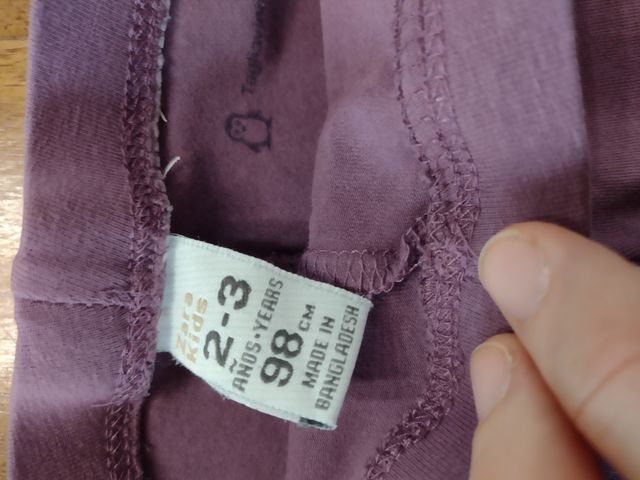 Zara
Kids
2-3
AÑOS•YEARS
98 CM
MADE IN
BANGLADESH